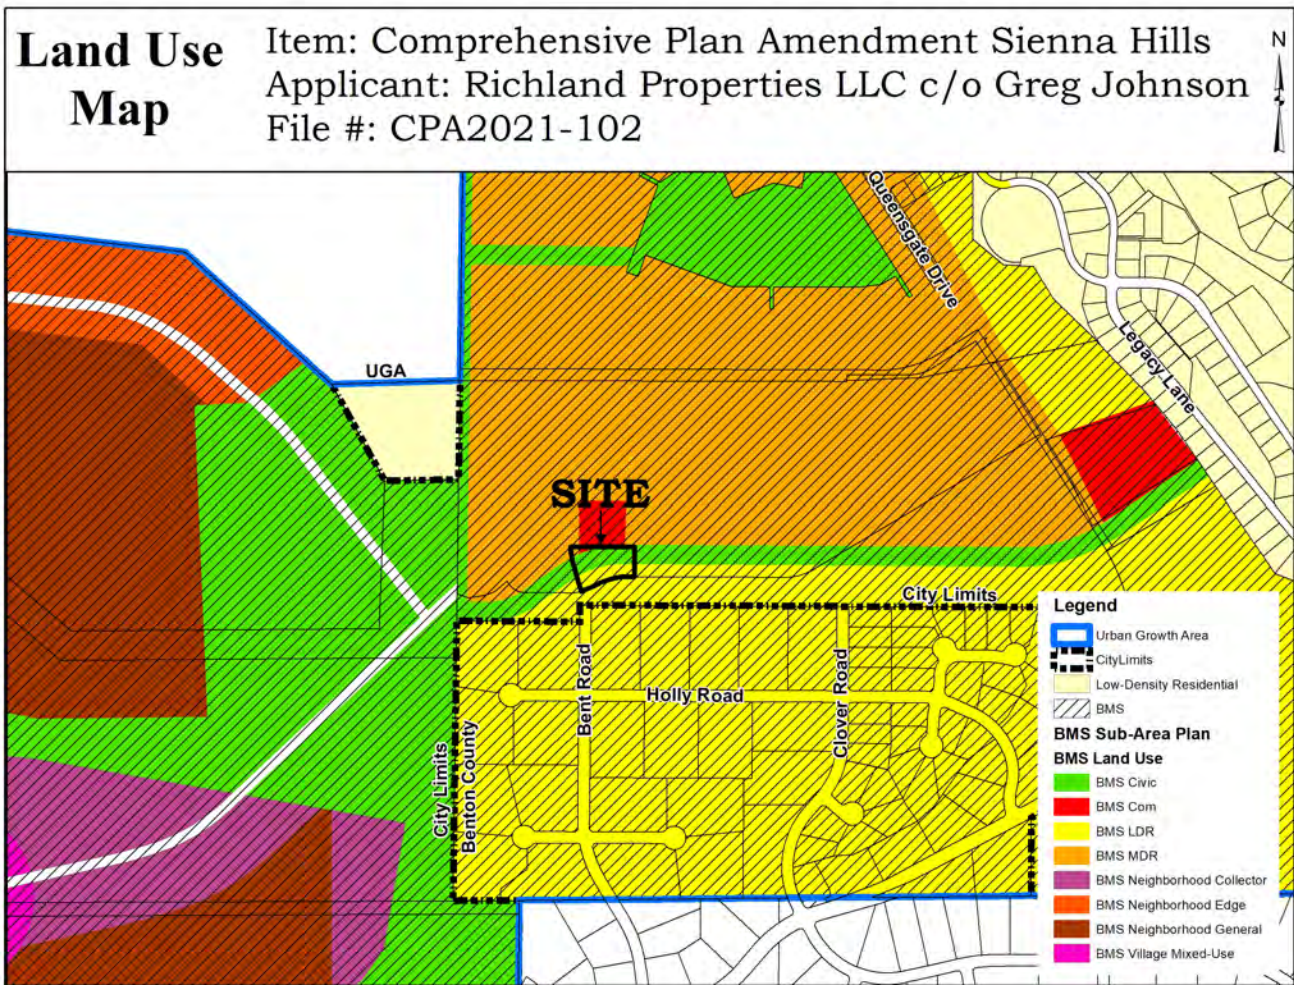 Land Use
Map
Item: Comprehensive Plan Amendment Sienna Hills
Applicant: Richland Properties LLC c/o Greg Johnson
File #: CPA2021-102
N
Queensgate Drive
Legacy Lane
UGA
SITE
City Limits
Bent Road
Holly Road
Clover Road
City Limits
Benton County
Legend
Urban Growth Area
CityLimits
Low-Density Residential
BMS
BMS Sub-Area Plan
BMS Land Use
BMS Civic
BMS Com
BMS LDR
BMS MDR
BMS Neighborhood Collector
BMS Neighborhood Edge
BMS Neighborhood General
BMS Village Mixed-Use